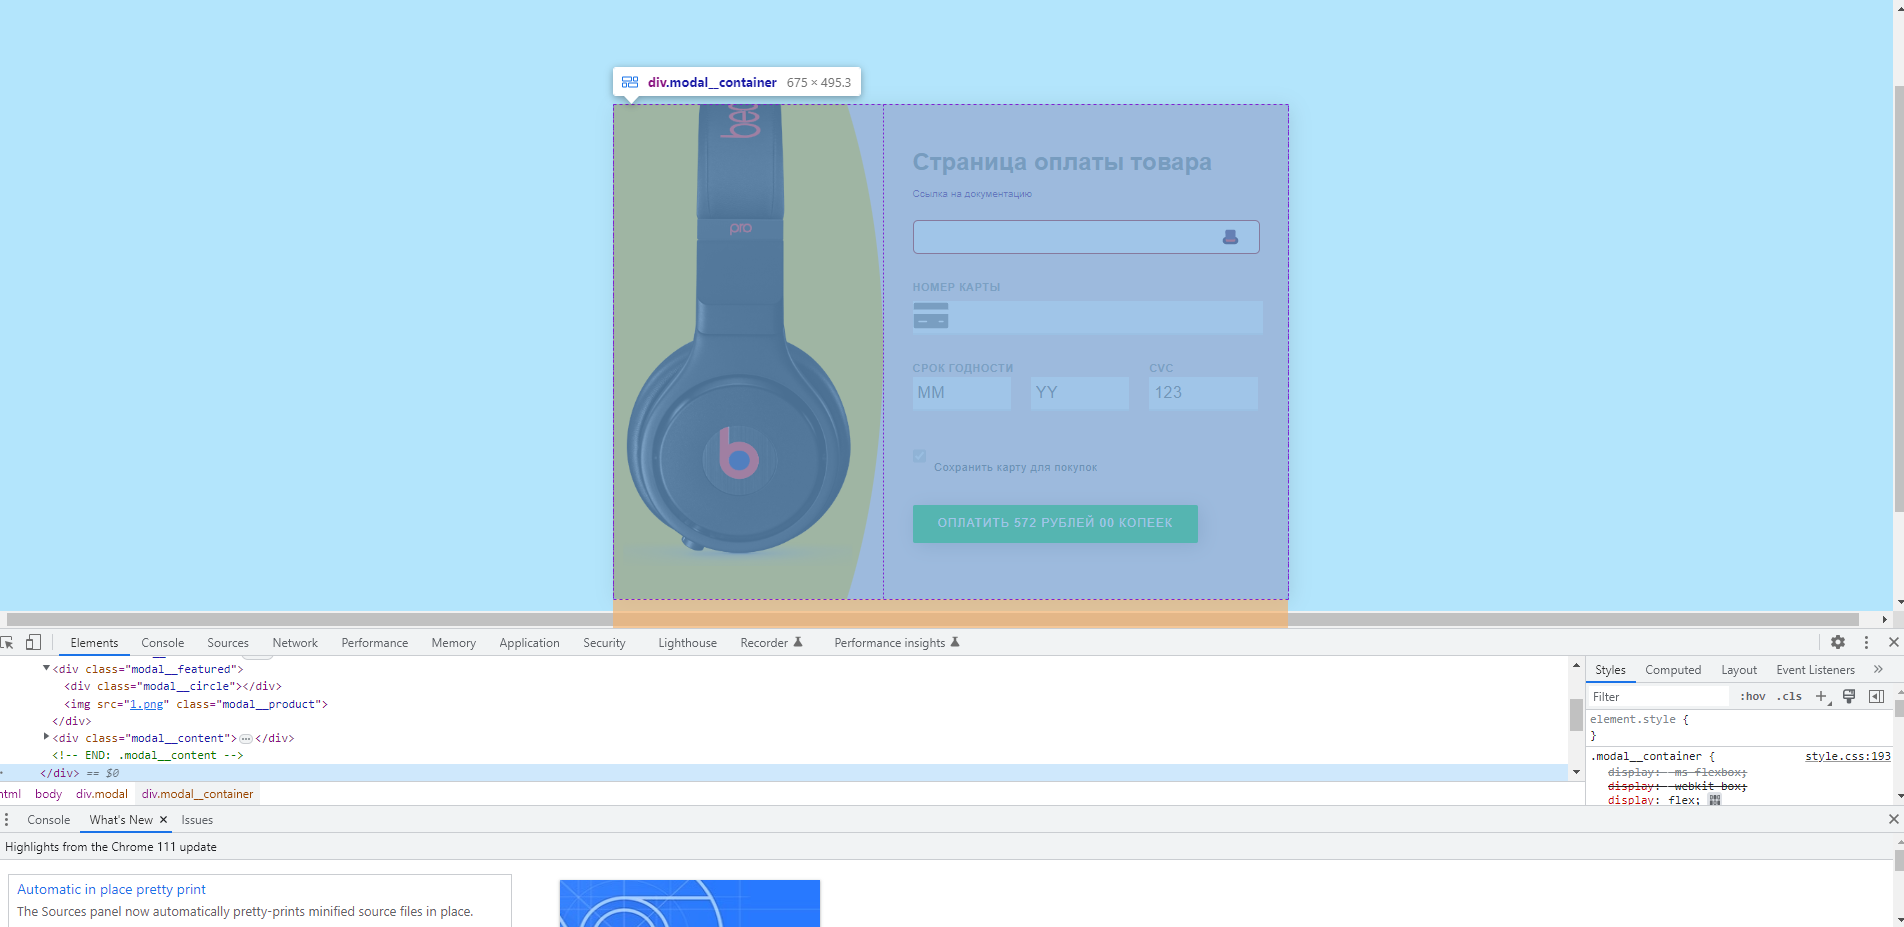 div.modal__container 675 × 495.3
pro
b
Страница оплаты товара
Ссылка на документацию
НОМЕР КАРТЫ
СРОК ГОДНОСТИ CVC
MM YY 123
Сохранить карту для покупок
ОПЛАТИТЬ 572 РУБЛЕЙ 00 КОПЕЕК
Elements Console Sources Network Performance Memory Application Security Lighthouse Recorder Performance insights
<div class="modal__featured">
<div class="modal__circle"></div>
<img src="1.png" class="modal__product">
</div>
<div class="modal__content"> … </div>
<!-- END: .modal__content -->
</div> == $0
html body div.modal div.modal__container
Styles Computed Layout Event Listeners »
Filter :hov .cls +
element.style {
}
.modal__container { style.css:193
display: -ms-flexbox;
display: -webkit-box;
display: flex;
Console What's New × Issues
Highlights from the Chrome 111 update
Automatic in place pretty print
The Sources panel now automatically pretty-prints minified source files in place.